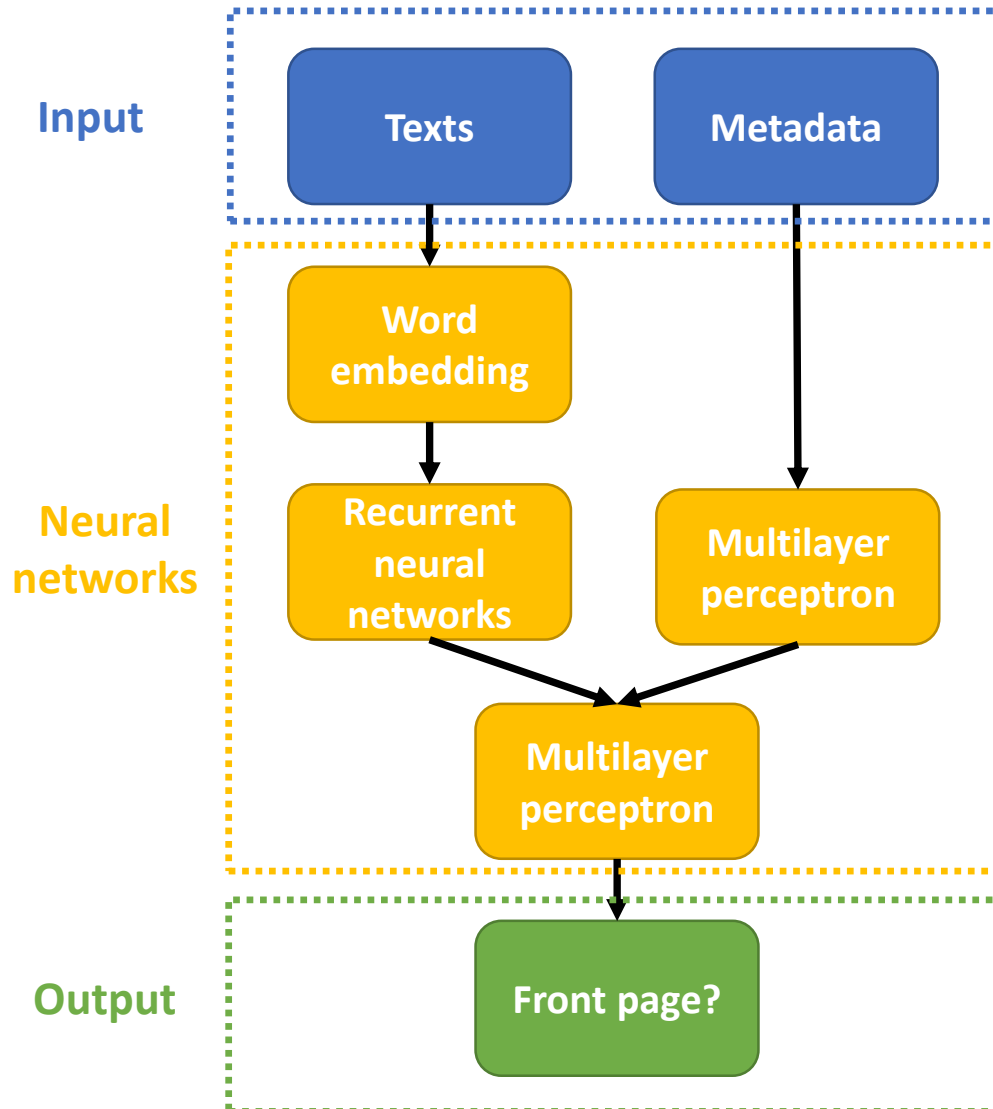 Input
Texts
Metadata
Word
embedding
Neural
networks
Recurrent
neural
networks
Multilayer
perceptron
Multilayer
perceptron
Output
Front page?